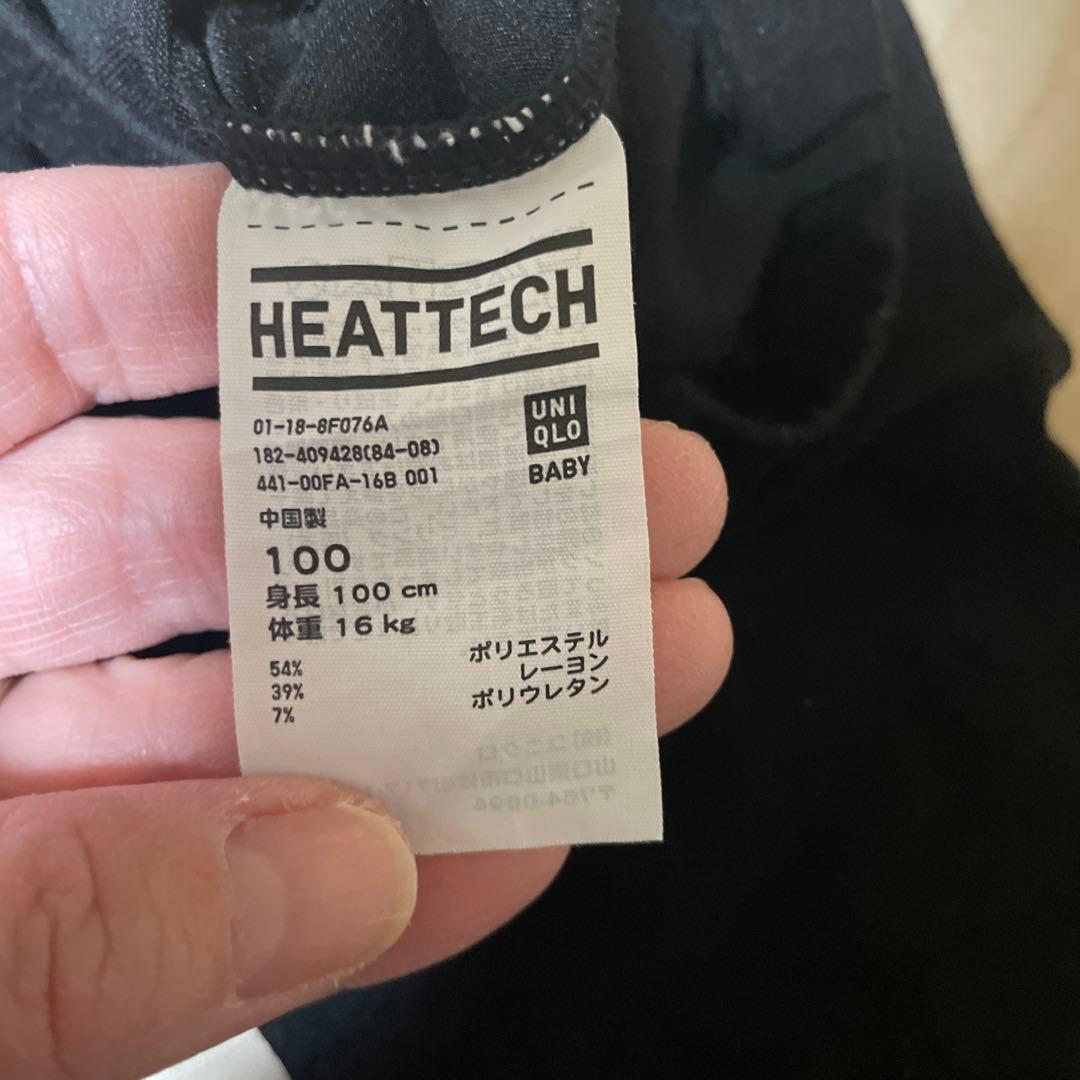 HEATTECH
01-18-8F076A
182-409428(84-08)
441-00FA-16B 001
UNI
QLO
BABY
中国製
100
身長 100 cm
体重 16 kg
54% ポリエステル
39% レーヨン
7% ポリウレタン